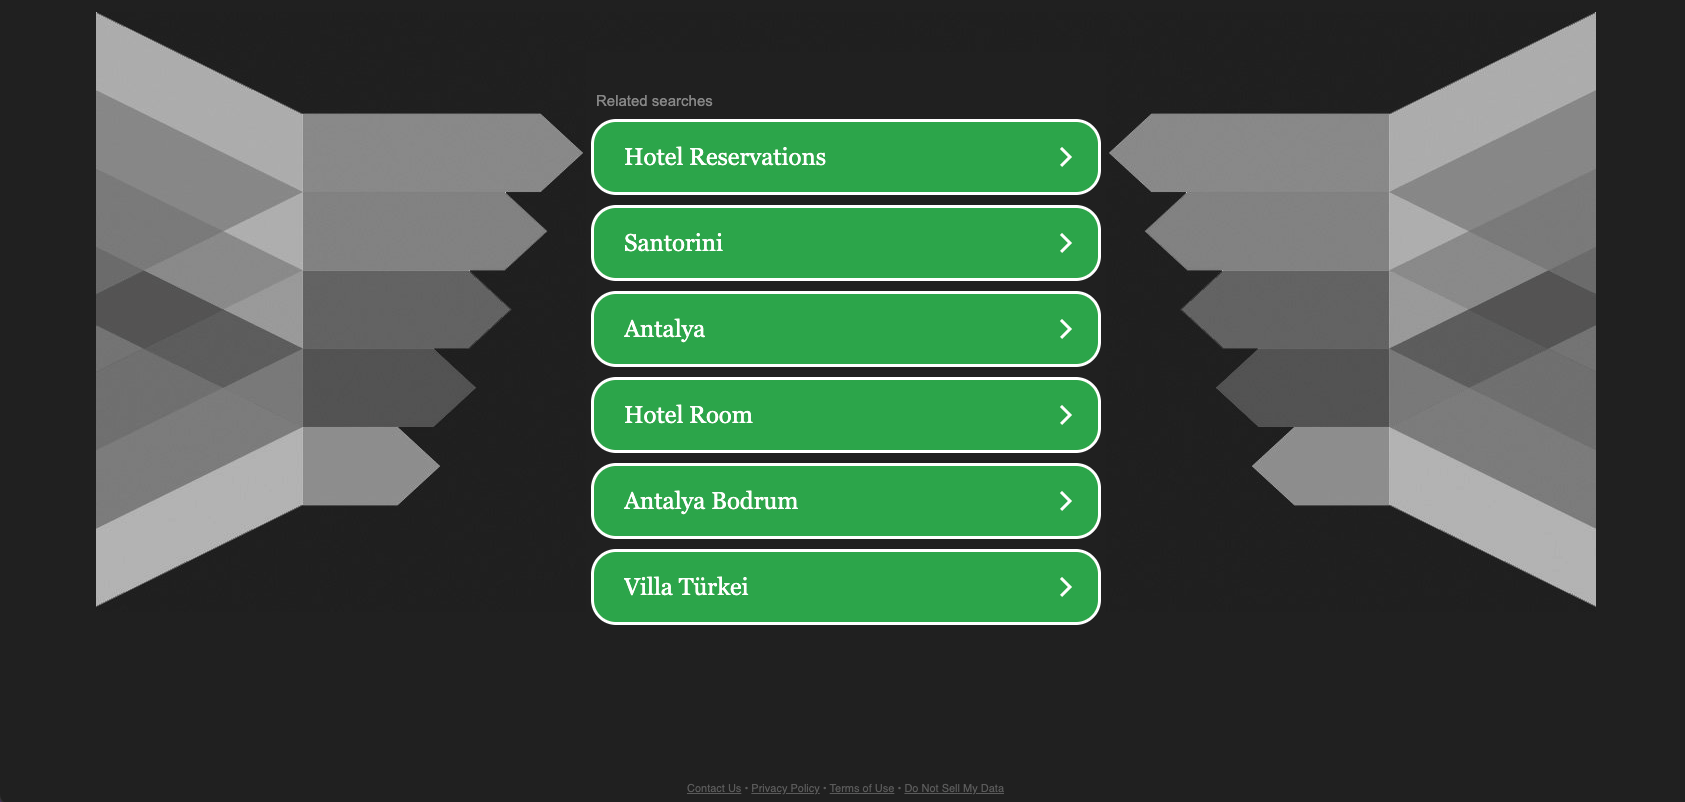 Related searches
Hotel Reservations
Santorini
Antalya
Hotel Room
Antalya Bodrum
Villa Türkei
Contact Us • Privacy Policy • Terms of Use • Do Not Sell My Data